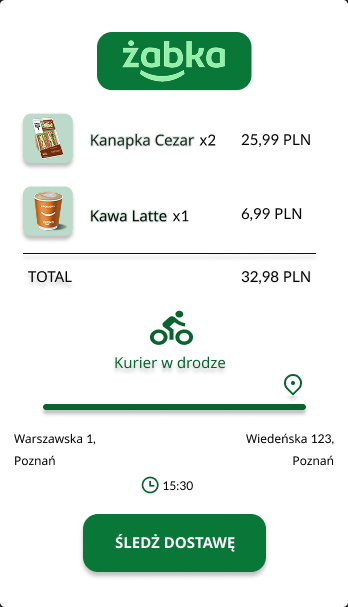 żabka
Kanapka Cezar x2 25,99 PLN
Kawa Latte x1 6,99 PLN
TOTAL 32,98 PLN
Kurier w drodze
Warszawska 1, Wiedeńska 123,
Poznań Poznań
15:30
ŚLEDŹ DOSTAWĘ